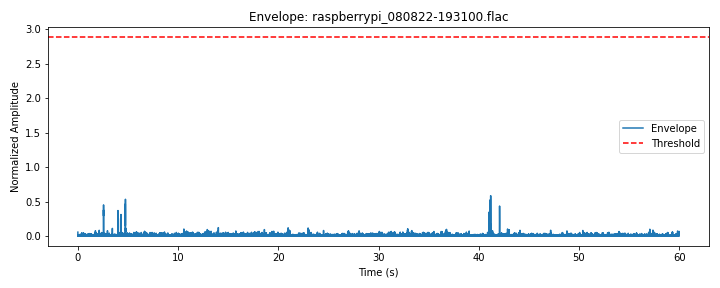 Envelope: raspberrypi_080822-193100.flac
3.0
2.5
2.0
1.5
1.0
0.5
0.0
Normalized Amplitude
Envelope
Threshold
0
10
20
30
40
50
60
Time (s)